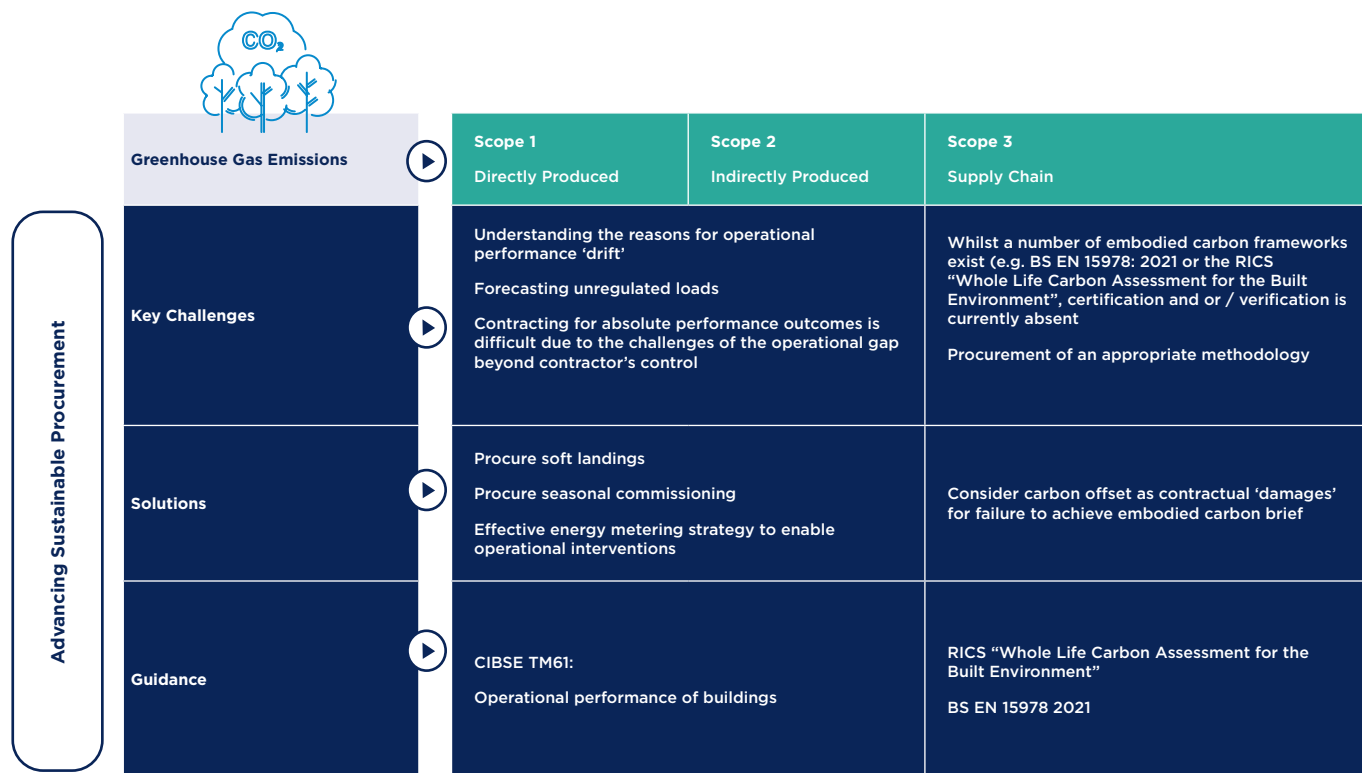 CO₂
Greenhouse Gas Emissions
Scope 1
Directly Produced
Scope 2
Indirectly Produced
Scope 3
Supply Chain
Advancing Sustainable Procurement
Key Challenges
Understanding the reasons for operational
performance ‘drift’
Forecasting unregulated loads
Contracting for absolute performance outcomes is
difficult due to the challenges of the operational gap
beyond contractor’s control
Whilst a number of embodied carbon frameworks
exist (e.g. BS EN 15978: 2021 or the RICS
“Whole Life Carbon Assessment for the Built
Environment”, certification and or / verification is
currently absent
Procurement of an appropriate methodology
Solutions
Procure soft landings
Procure seasonal commissioning
Effective energy metering strategy to enable
operational interventions
Consider carbon offset as contractual ‘damages’
for failure to achieve embodied carbon brief
Guidance
CIBSE TM61:
Operational performance of buildings
RICS “Whole Life Carbon Assessment for the
Built Environment”
BS EN 15978 2021